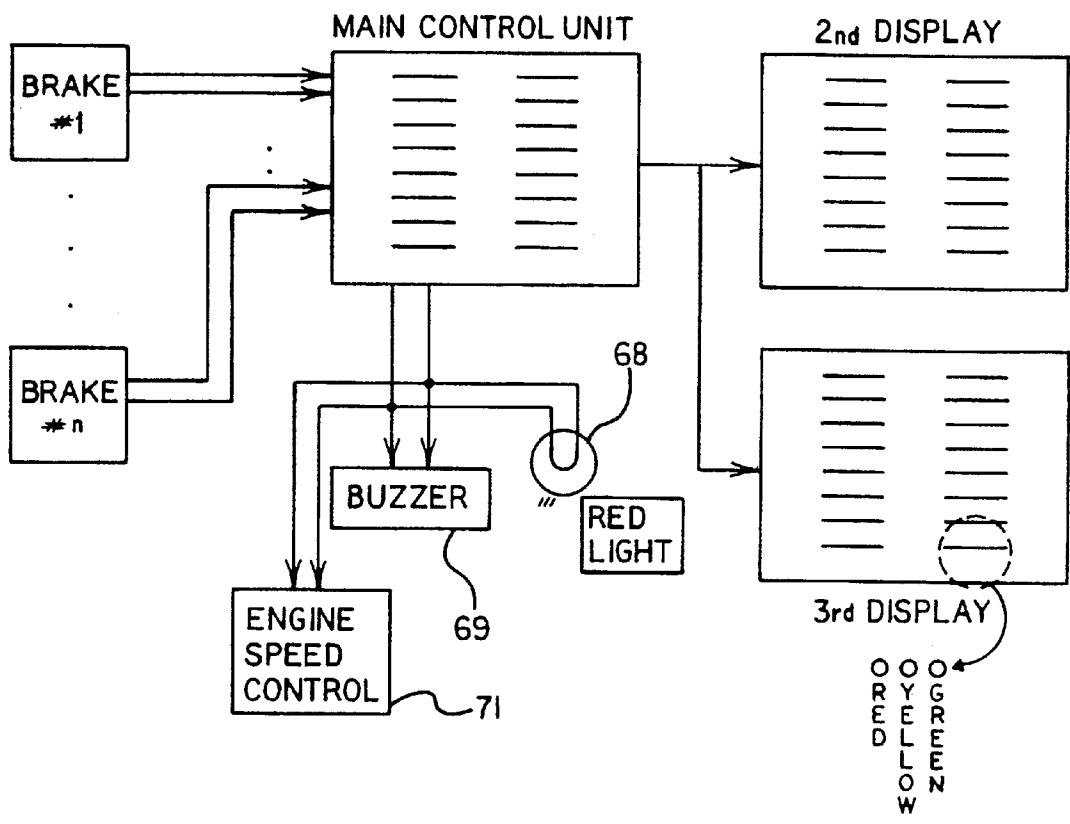 MAIN CONTROL UNIT
2nd DISPLAY
BRAKE
#1
BRAKE
#n
68
BUZZER
RED
LIGHT
69
ENGINE
SPEED
CONTROL
71
3rd DISPLAY
RED
YELLOW
GREEN